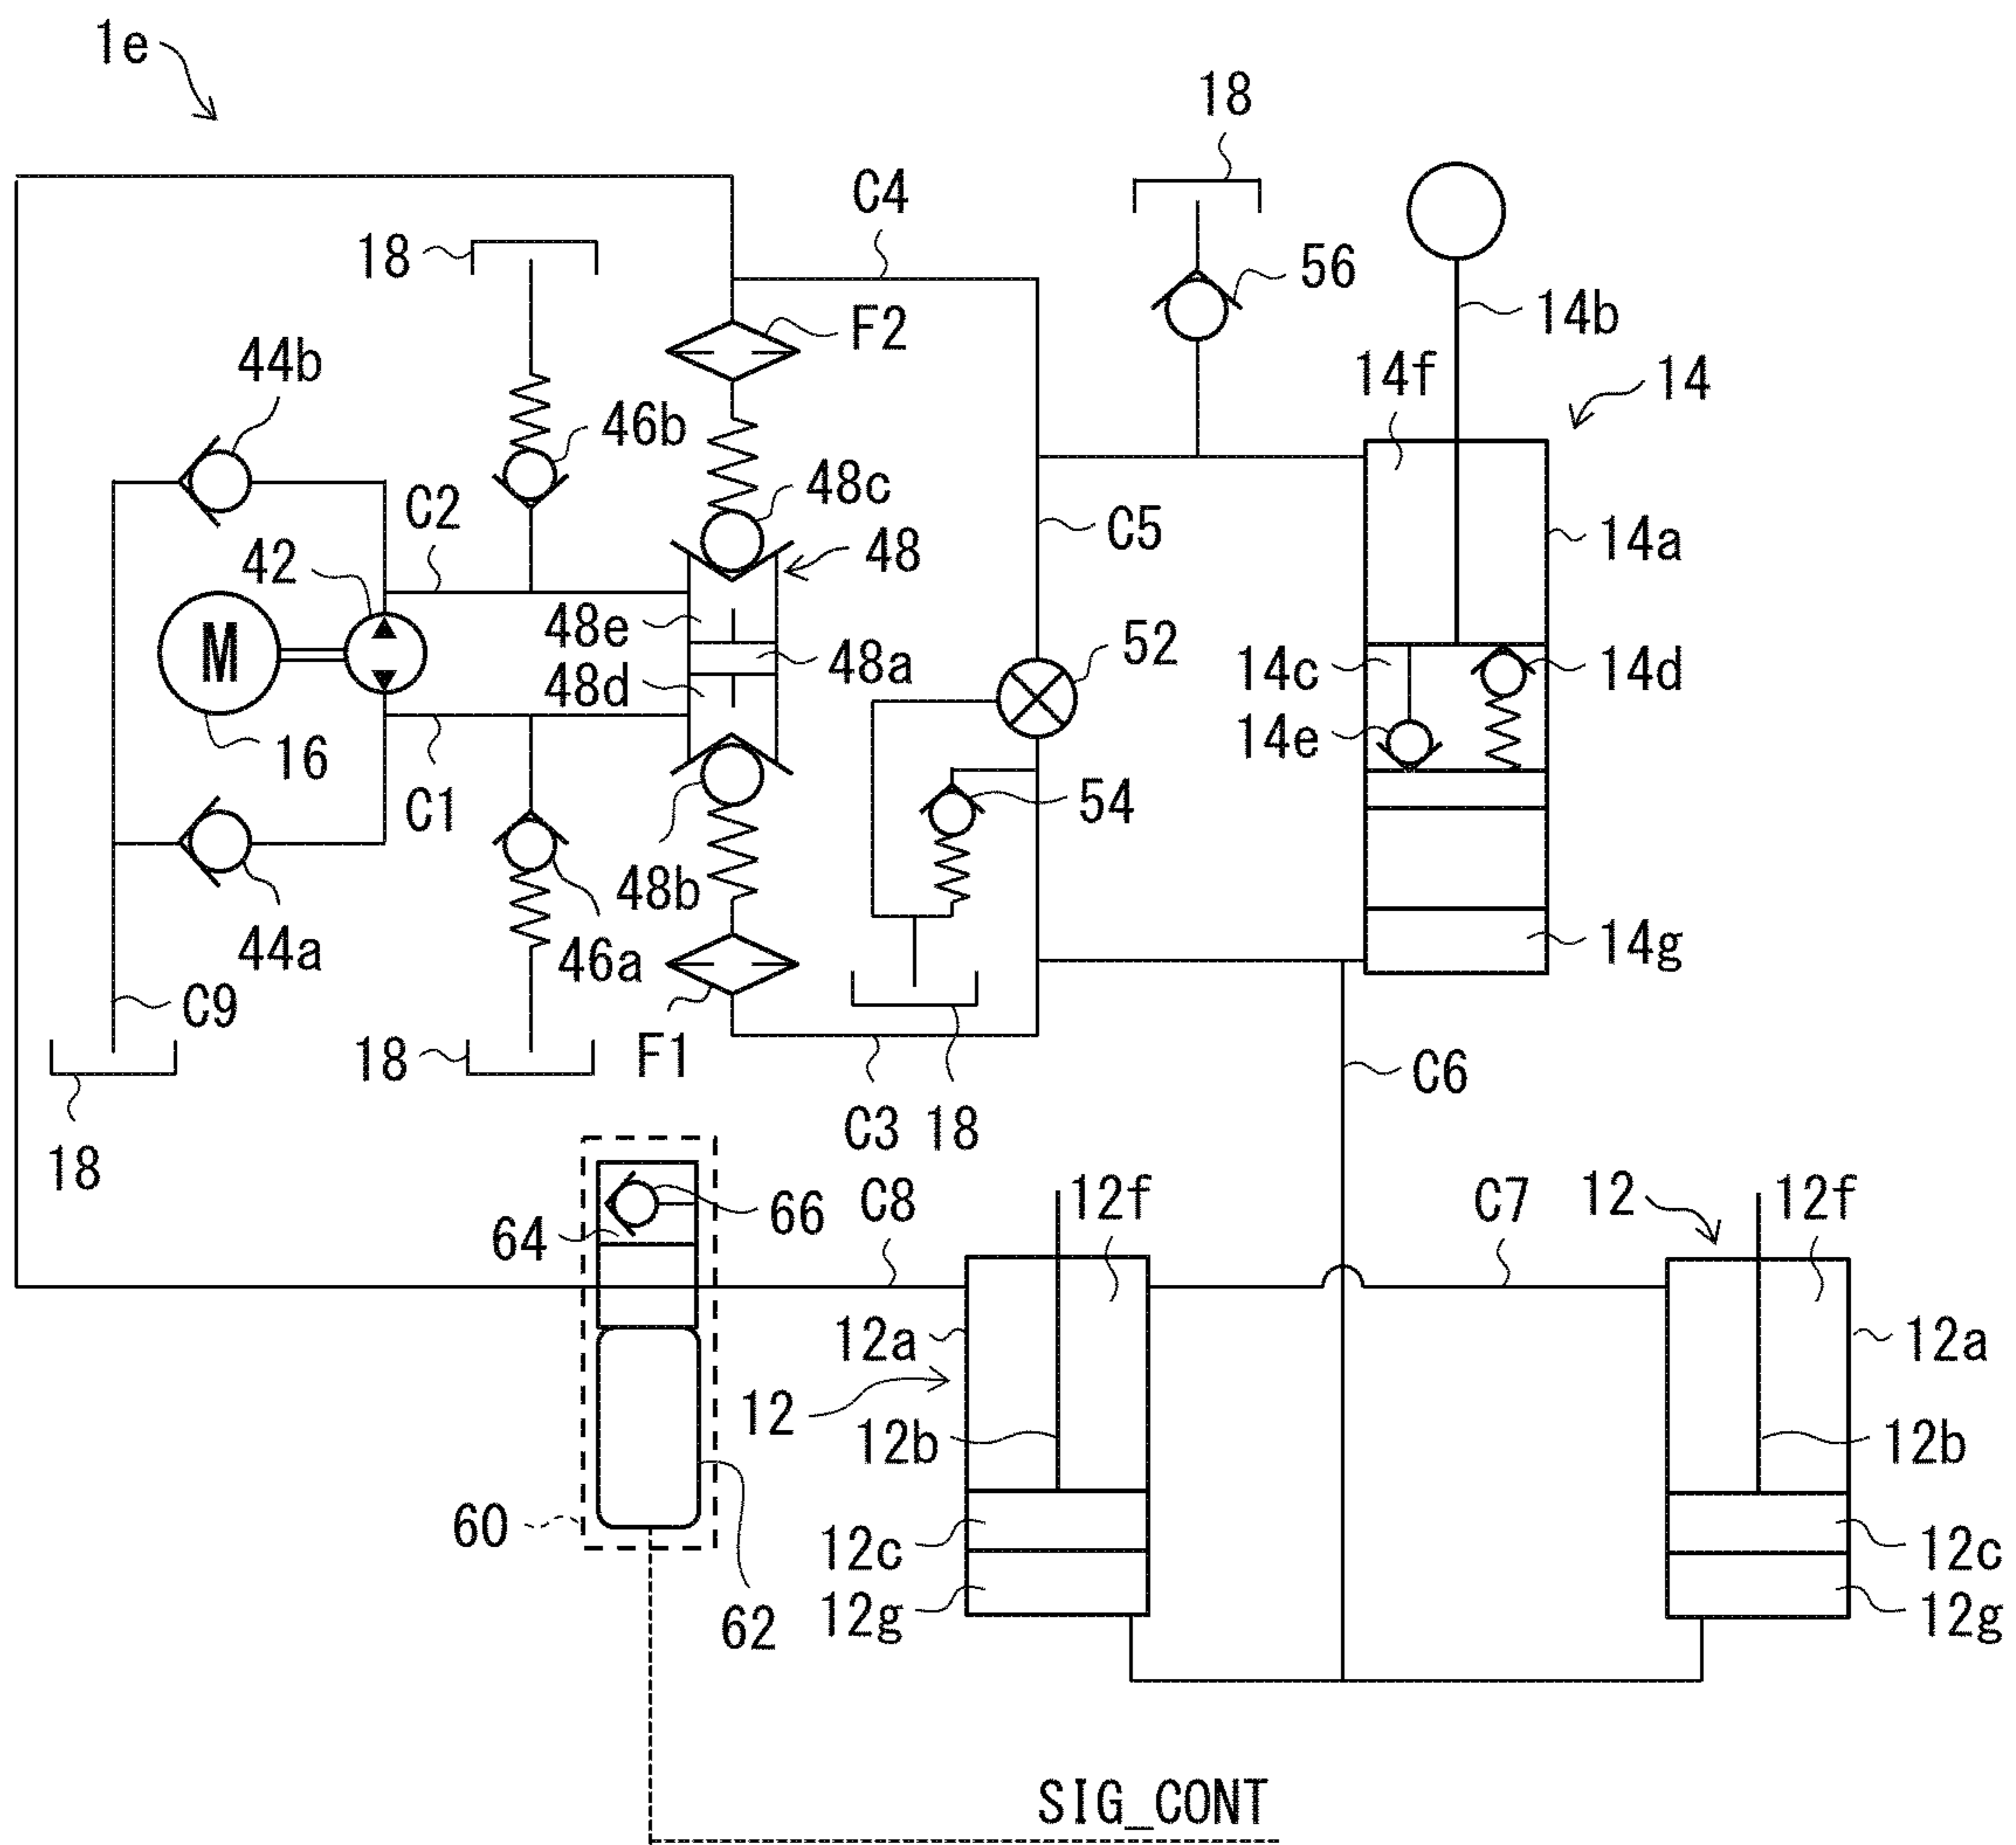 1e
18
C4
18
56
14b
F2
14f
14
44b
46b
48c
C2
48
C5
14a
42
48e
52
M
48a
14c
14d
48d
14e
16
C1
54
48b
44a
46a
14g
C9
F1
18
C6
C3
18
18
66
C8
12f
C7
12
12f
64
12a
12a
12
12b
12b
60
12c
12c
62
12g
12g
SIG_CONT